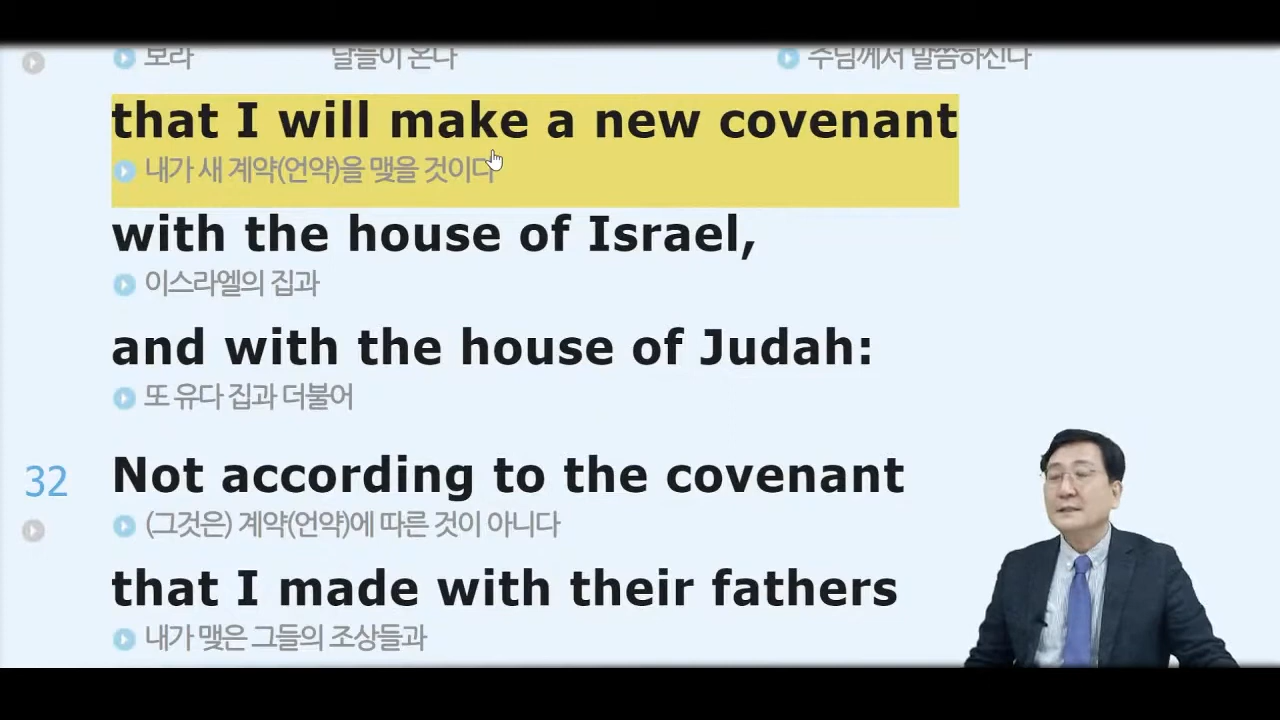 보라 날들이 온다 주님께서 말씀하신다
that I will make a new covenant
내가 새 계약(언약)을 맺을 것이다
with the house of Israel,
이스라엘의 집과
and with the house of Judah:
또 유다 집과 더불어
32 Not according to the covenant
(그것은) 계약(언약)에 따른 것이 아니다
that I made with their fathers
내가 맺은 그들의 조상들과